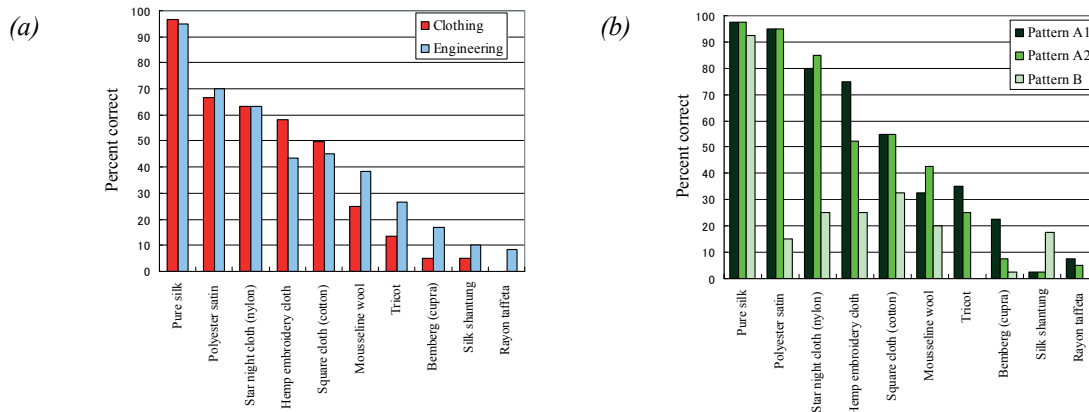 (a)
Percent correct
100
90
80
70
60
50
40
30
20
10
0
Clothing
Engineering
Pure silk
Polyester satin
Star night cloth (nylon)
Hemp embroidery cloth
Square cloth (cotton)
Mousseline wool
Tricot
Bemberg (cupra)
Silk shantung
Rayon taffeta
(b)
Percent correct
100
90
80
70
60
50
40
30
20
10
0
Pattern A1
Pattern A2
Pattern B
Pure silk
Polyester satin
Star night cloth (nylon)
Hemp embroidery cloth
Square cloth (cotton)
Mousseline wool
Tricot
Bemberg (cupra)
Silk shantung
Rayon taffeta